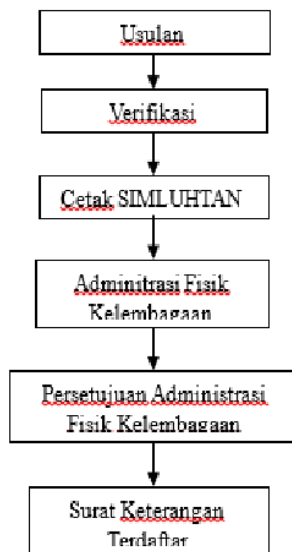 Usulan
Verifikasi
Cetak SIMLUHTAN
Adminitrasi Fisik
Kelembagaan
Persetujuan Administrasi
Fisik Kelembagaan
Surat Keterangan
Terdaftar